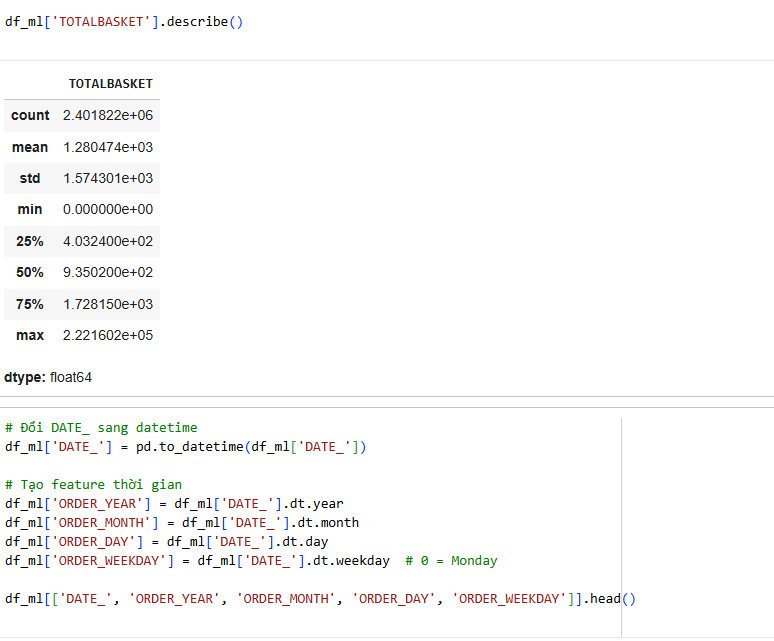 df_ml['TOTALBASKET'].describe()
TOTALBASKET
count 2.401822e+06
mean 1.280474e+03
std 1.574301e+03
min 0.000000e+00
25% 4.032400e+02
50% 9.350200e+02
75% 1.728150e+03
max 2.221602e+05
dtype: float64
# Đổi DATE_ sang datetime
df_ml['DATE_'] = pd.to_datetime(df_ml['DATE_'])
# Tạo feature thời gian
df_ml['ORDER_YEAR'] = df_ml['DATE_'].dt.year
df_ml['ORDER_MONTH'] = df_ml['DATE_'].dt.month
df_ml['ORDER_DAY'] = df_ml['DATE_'].dt.day
df_ml['ORDER_WEEKDAY'] = df_ml['DATE_'].dt.weekday  # 0 = Monday
df_ml[['DATE_', 'ORDER_YEAR', 'ORDER_MONTH', 'ORDER_DAY', 'ORDER_WEEKDAY']].head()